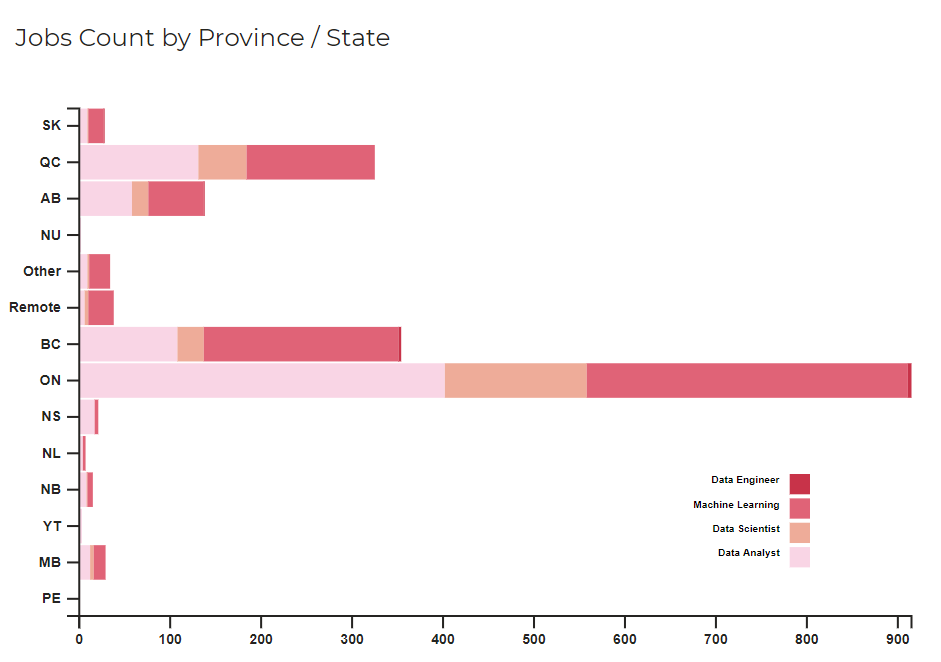 Jobs Count by Province / State
SK
QC
AB
NU
Other
Remote
BC
ON
NS
NL
NB
YT
MB
PE
Data Engineer
Machine Learning
Data Scientist
Data Analyst
0 100 200 300 400 500 600 700 800 900